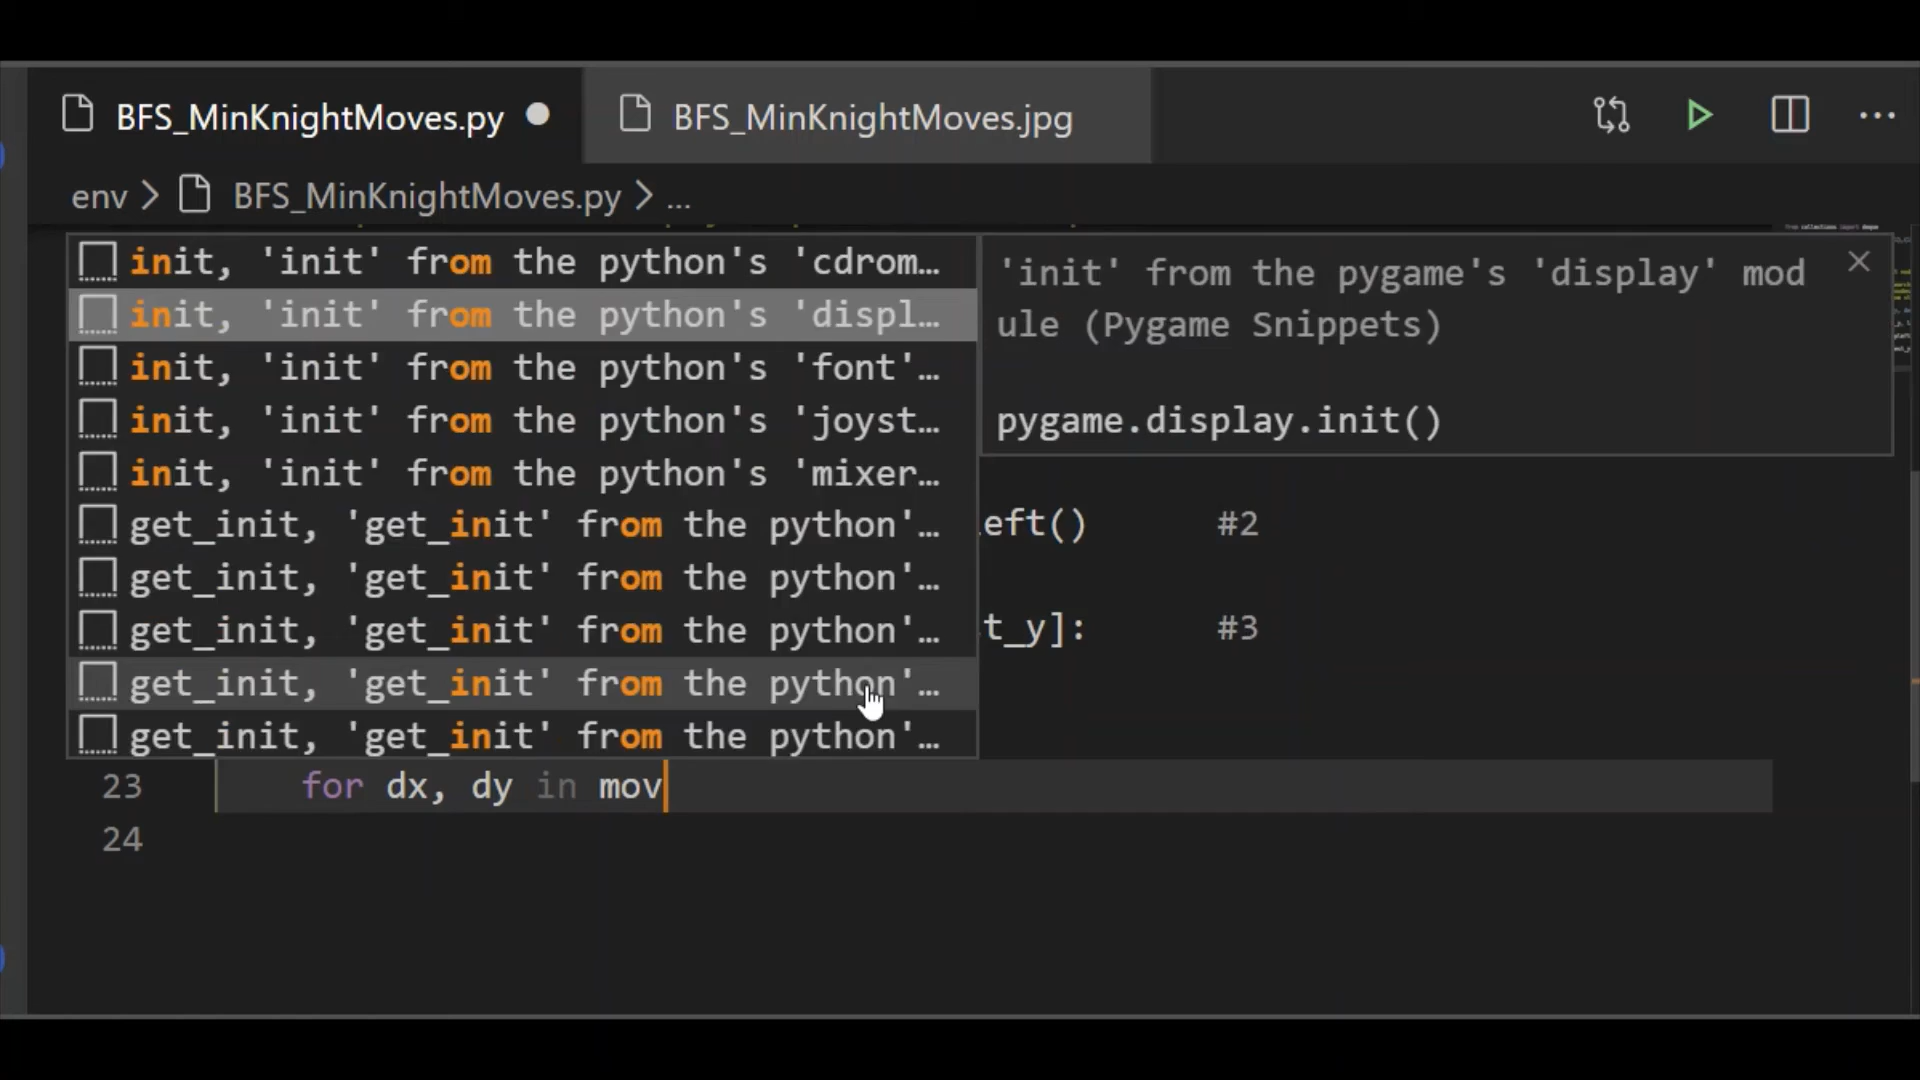 BFS_MinKnightMoves.py
BFS_MinKnightMoves.jpg
env > BFS_MinKnightMoves.py > ...
init, 'init' from the python's 'cdrom…
init, 'init' from the python's 'displ…
init, 'init' from the python's 'font'…
init, 'init' from the python's 'joyst…
init, 'init' from the python's 'mixer…
get_init, 'get_init' from the python'…
get_init, 'get_init' from the python'…
get_init, 'get_init' from the python'…
get_init, 'get_init' from the python'…
get_init, 'get_init' from the python'…
'init' from the pygame's 'display' mod
ule (Pygame Snippets)
pygame.display.init()
eft() #2
t_y]: #3
23 for dx, dy in mov
24